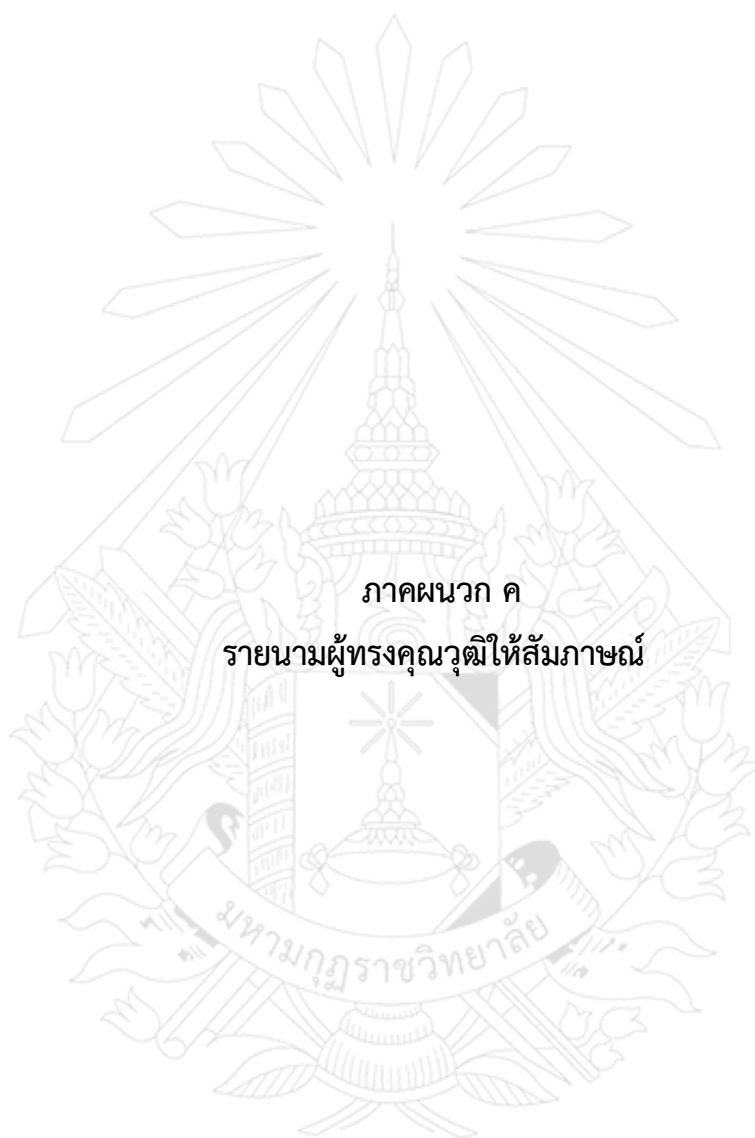 ภาคผนวก ค
รายนามผู้ทรงคุณวุฒิให้สัมภาษณ์
มหามกุฏราชวิทยาลัย